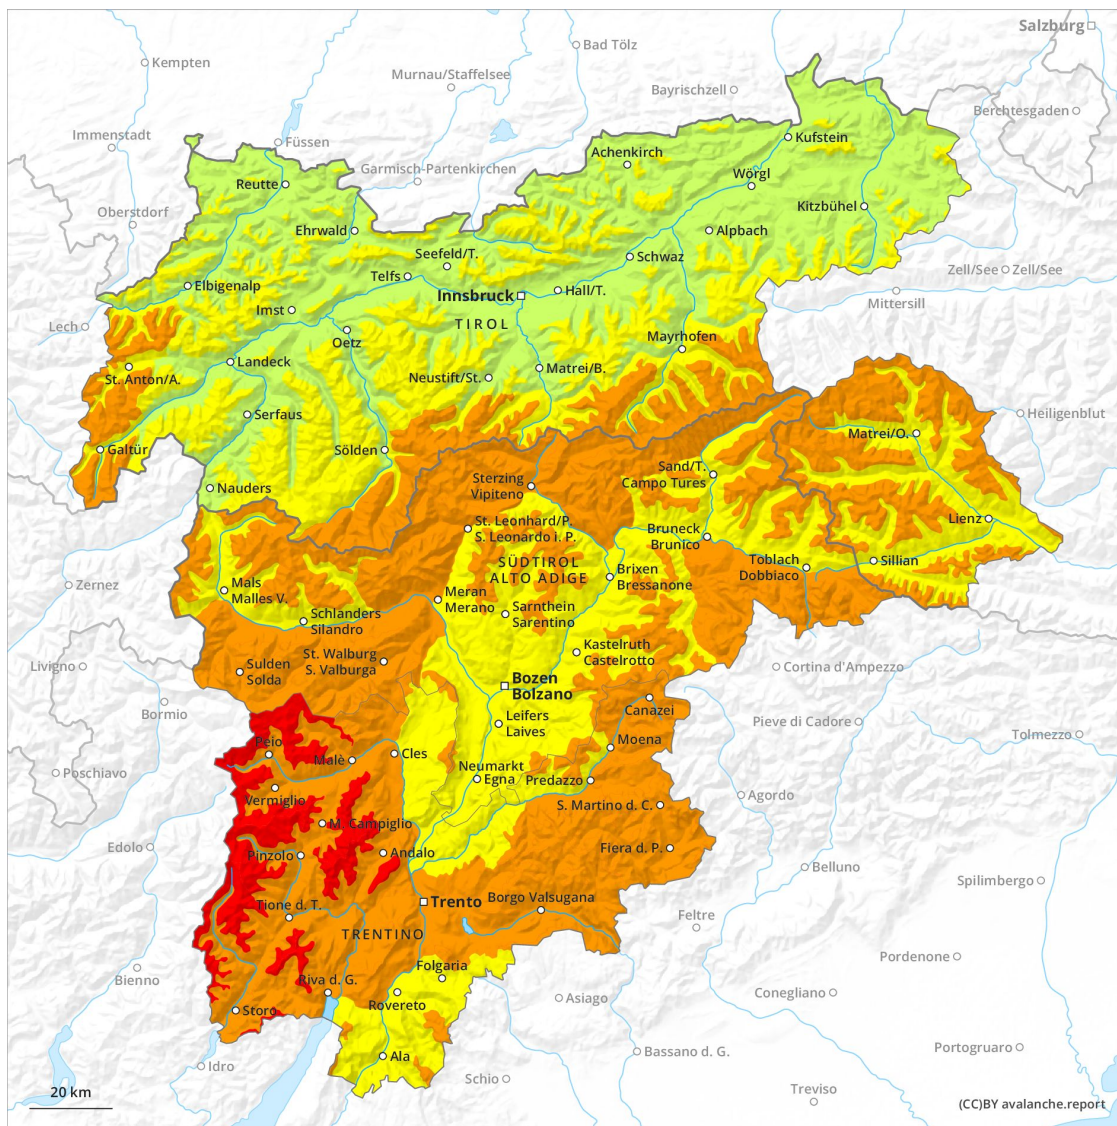 Salzburg
Bad Tölz
Kempten
Murnau/Staffelsee
Bayrischzell
Berchtesgaden
Immenstadt
Füssen
Kufstein
Achenkirch
Garmisch-Partenkirchen
Wörgl
Reutte
Oberstdorf
Kitzbühel
Ehrwald
Alpbach
Seefeld/T.
Schwaz
Telfs
Zell/See
Zell/See
Elbigenalp
Innsbruck
Hall/T.
Mittersill
Imst
TIROL
Lech
Oetz
Mayrhofen
Landeck
St. Anton/A.
Matrei/B.
Neustift/St.
Serfaus
Heiligenblut
Matrei/O.
Galtür
Sölden
Sand/T.
Campo Tures
Sterzing
Vipiteno
Nauders
Lienz
St. Leonhard/P.
S. Leonardo i. P.
Bruneck
Brunico
SÜDTIROL
ALTO ADIGE
Toblach
Dobbiaco
Sillian
Brixen
Bressanone
Zernez
Mals
Malles V.
Meran
Merano
Sarnthein
Sarentino
Schlanders
Silandro
Kastelruth
Castelrotto
Livigno
St. Walburg
S. Valburga
Sulden
Solda
Cortina d'Ampezzo
Bozen
Bolzano
Bormio
Canazei
Leifers
Laives
Pieve di Cadore
Tolmezzo
Peio
Moena
Malè
Cles
Poschiavo
Neumarkt
Egna
Predazzo
Vermiglio
Agordo
S. Martino d. C.
M. Campiglio
Edolo
Pinzolo
Andalo
Fiera d. P.
Belluno
Spilimbergo
Tione d. T.
Trento
Borgo Valsugana
Feltre
TRENTINO
Pordenone
Folgaria
Bienno
Riva d. G.
Rovereto
Asiago
Conegliano
Storo
Ala
Bassano d. G.
Portogruaro
Idro
Schio
Treviso
20 km
(CC)BY avalanche.report